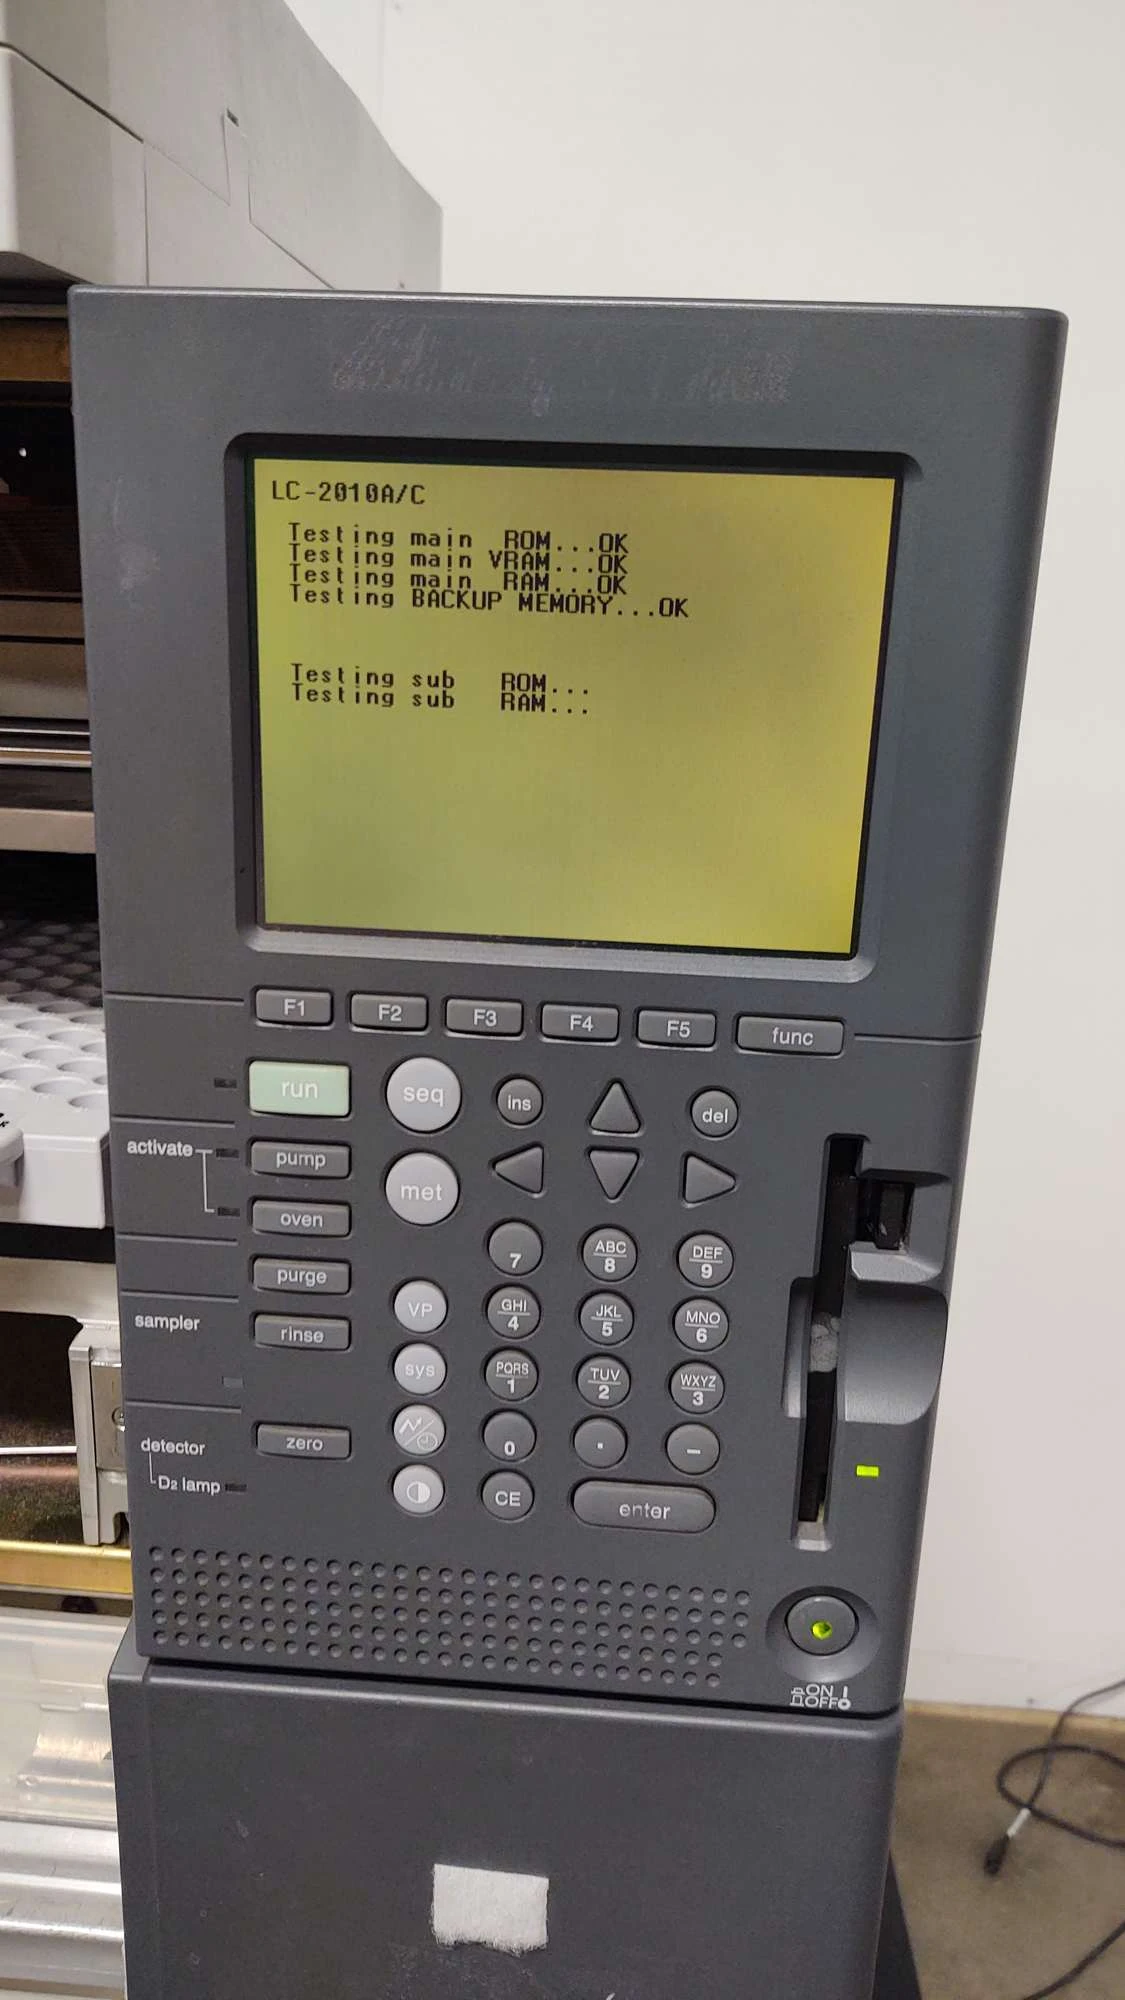 LC-2010A/C
Testing main ROM...OK
Testing main VRAM...OK
Testing main RAM...OK
Testing BACKUP MEMORY...OK
Testing sub ROM...
Testing sub RAM...
F1 F2 F3 F4 F5 func
run seq ins del
activate pump
met
oven
7 ABC 8 DEF 9
purge
VP GHI 4 JKL 5 MNO 6
sampler rinse
sys PQRS 1 TUV 2 WXYZ 3
0 . -
detector zero
D2 lamp
CE enter
ON
OFF